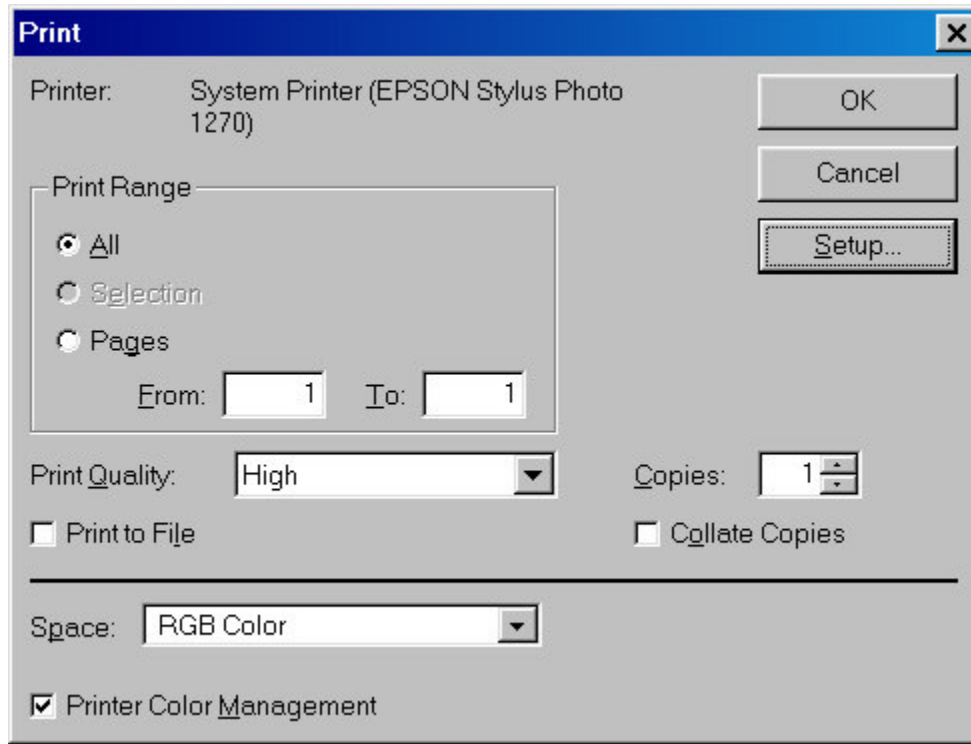 Print
Printer: System Printer (EPSON Stylus Photo
1270)
OK
Cancel
Setup...
Print Range
All
Selection
Pages
From: 1 To: 1
Print Quality: High
Copies: 1
Print to File
Collate Copies
Space: RGB Color
Printer Color Management